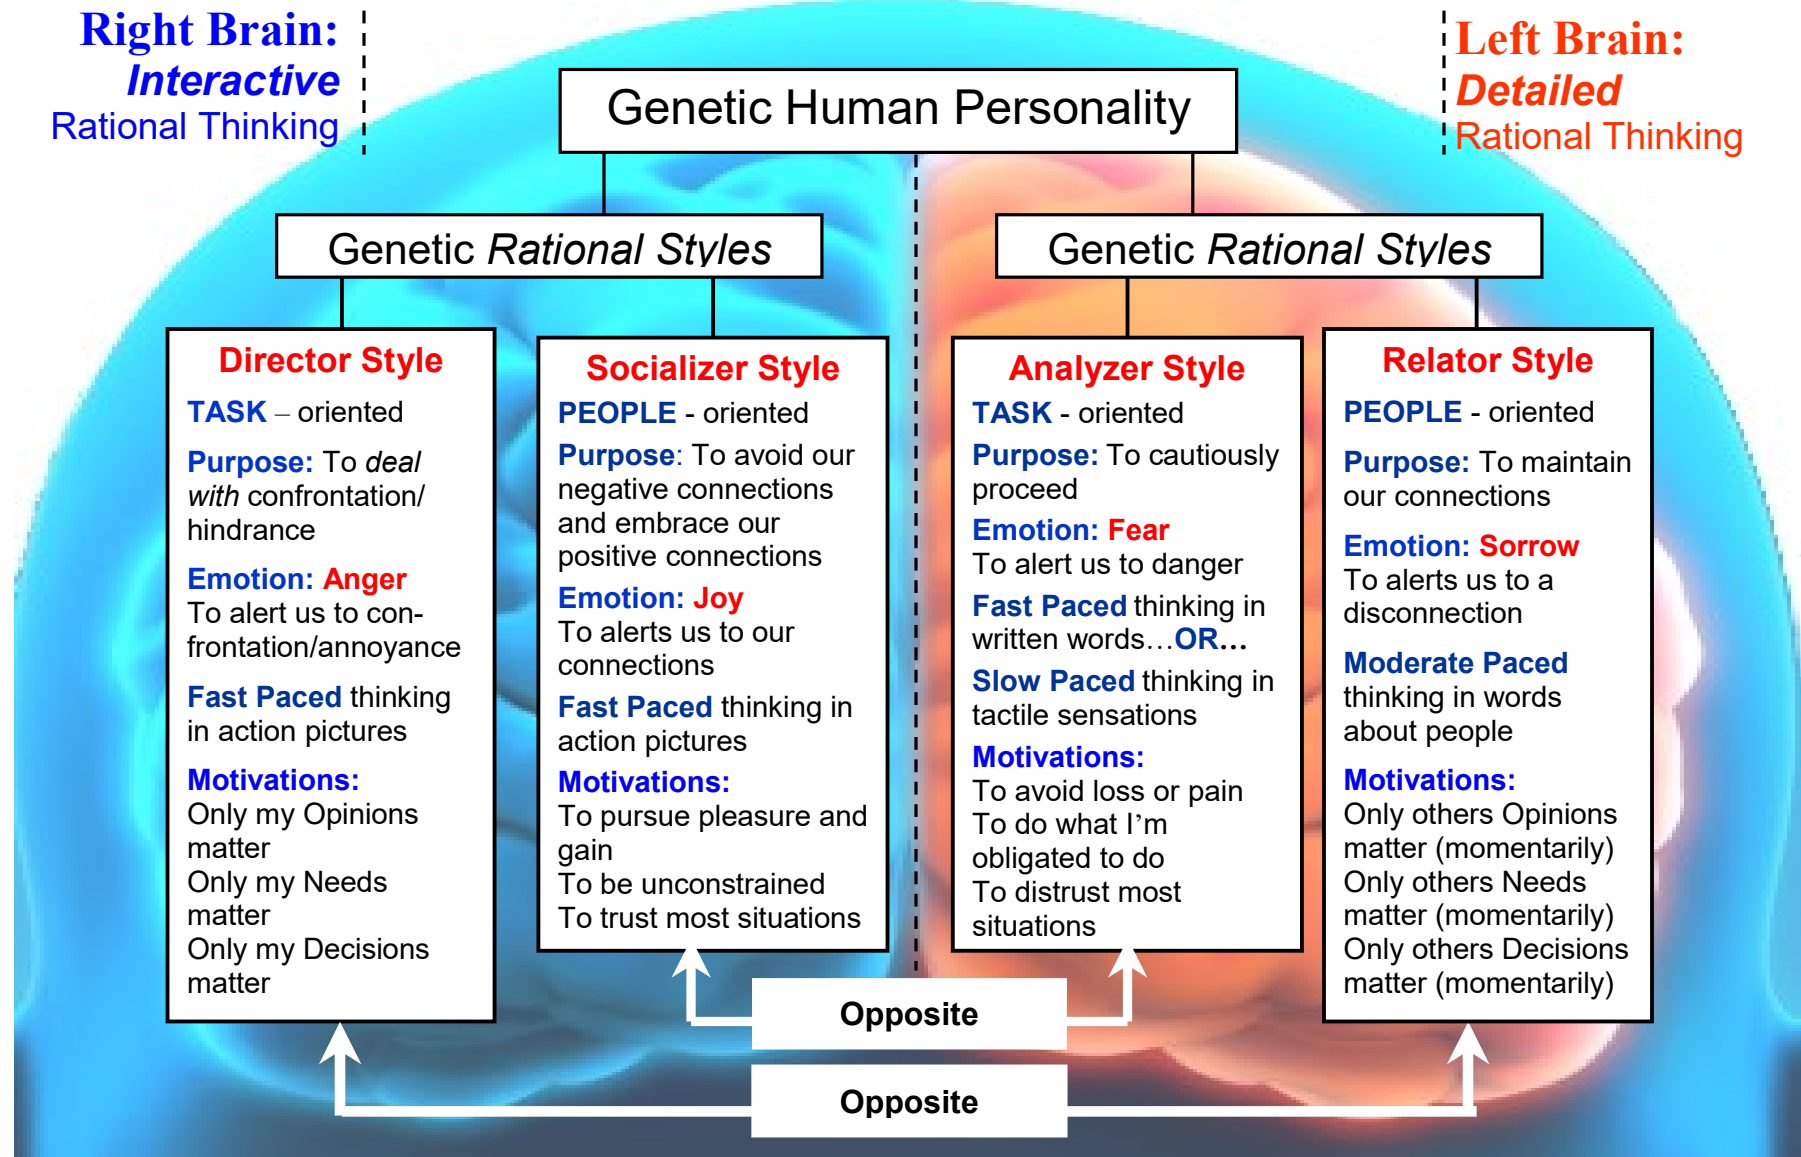 Right Brain:
Interactive
Rational Thinking
Left Brain:
Detailed
Rational Thinking
Genetic Human Personality
Genetic Rational Styles
Genetic Rational Styles
Director Style
TASK – oriented
Purpose: To deal
with confrontation/
hindrance
Emotion: Anger
To alert us to con-
frontation/annoyance
Fast Paced thinking
in action pictures
Motivations:
Only my Opinions
matter
Only my Needs
matter
Only my Decisions
matter
Socializer Style
PEOPLE - oriented
Purpose: To avoid our
negative connections
and embrace our
positive connections
Emotion: Joy
To alerts us to our
connections
Fast Paced thinking in
action pictures
Motivations:
To pursue pleasure and
gain
To be unconstrained
To trust most situations
Analyzer Style
TASK - oriented
Purpose: To cautiously
proceed
Emotion: Fear
To alert us to danger
Fast Paced thinking in
written words…OR…
Slow Paced thinking in
tactile sensations
Motivations:
To avoid loss or pain
To do what I’m
obligated to do
To distrust most
situations
Relator Style
PEOPLE - oriented
Purpose: To maintain
our connections
Emotion: Sorrow
To alerts us to a
disconnection
Moderate Paced
thinking in words
about people
Motivations:
Only others Opinions
matter (momentarily)
Only others Needs
matter (momentarily)
Only others Decisions
matter (momentarily)
Opposite
Opposite